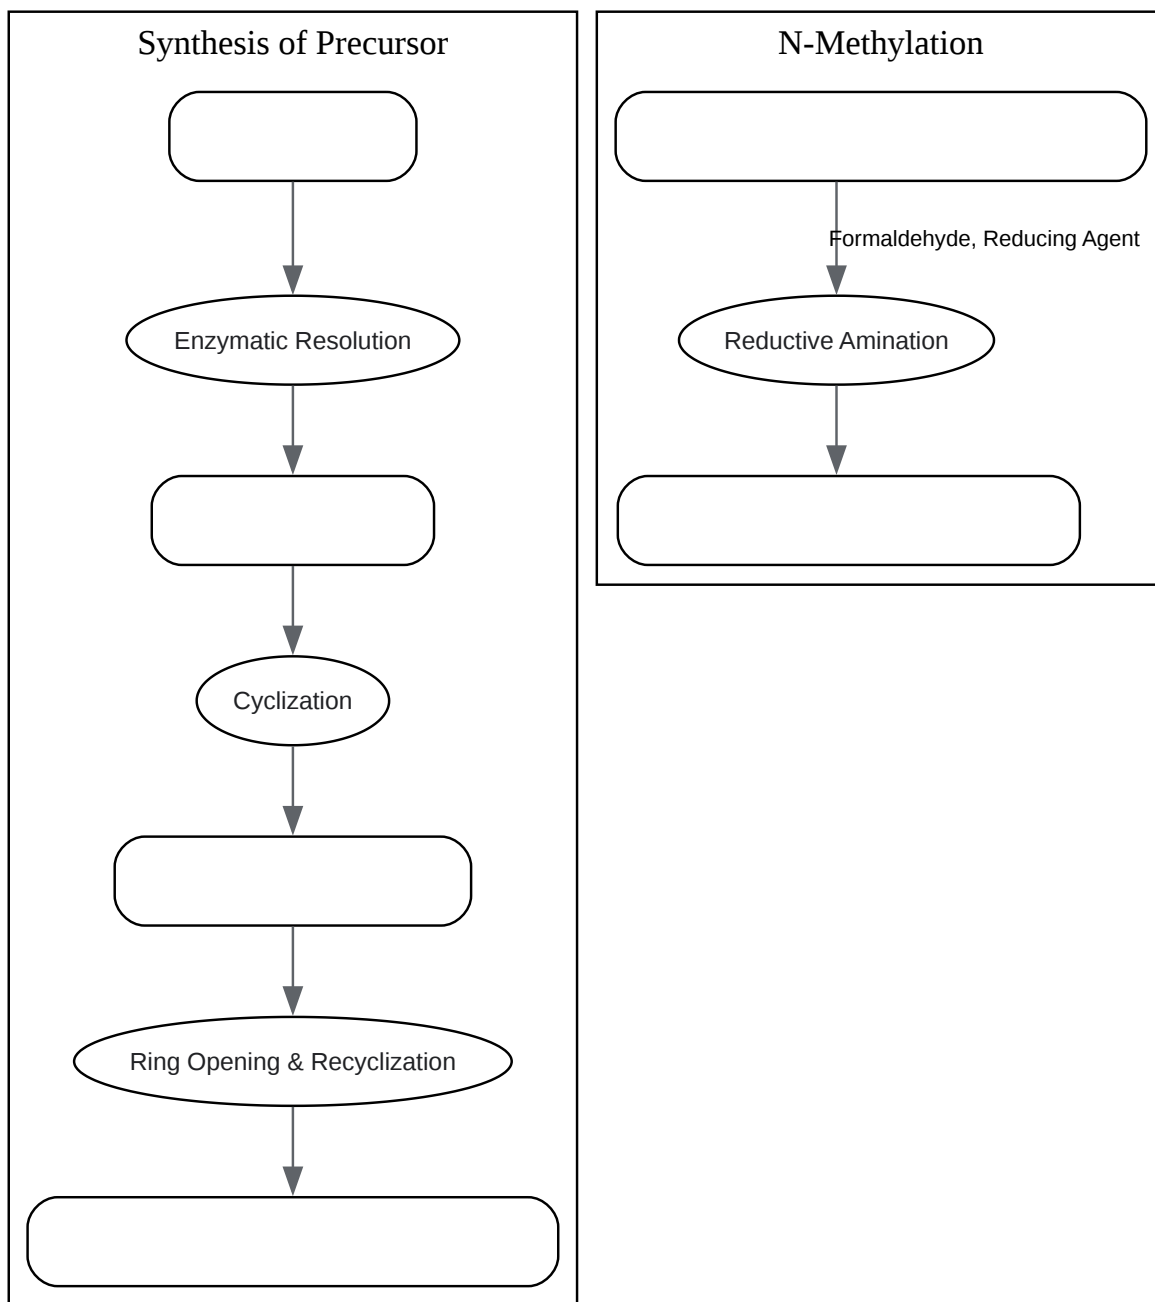 Synthesis of Precursor
Enzymatic Resolution
Cyclization
Ring Opening & Recyclization
N-Methylation
Formaldehyde, Reducing Agent
Reductive Amination